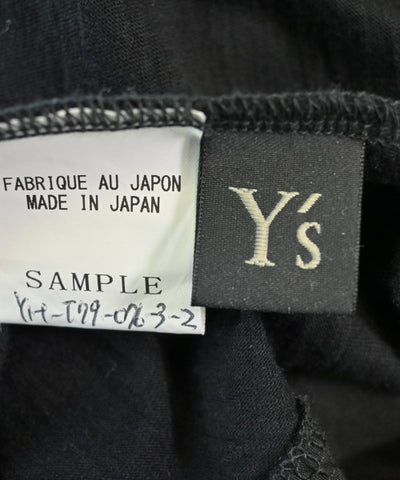 FABRIQUE AU JAPON
MADE IN JAPAN
SAMPLE
YH-T79-076-3-2
Y's